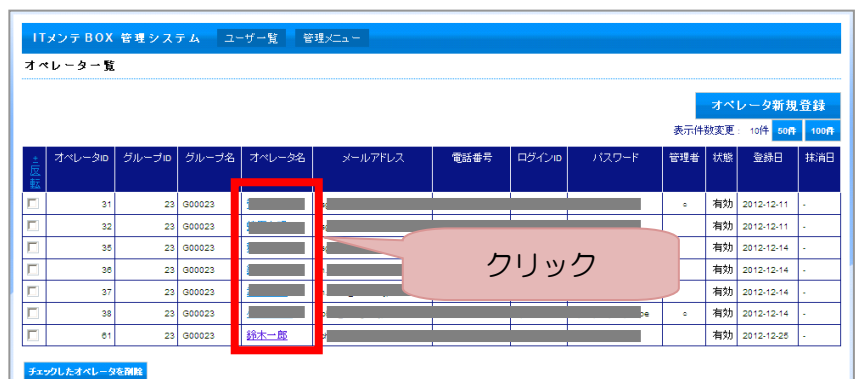 ITメンテBOX 管理システム ユーザ一覧 管理メニュー
オペレータ一覧
オペレータ新規登録
表示件数変更: 10件 50件 100件
±反転 オペレータID グループID グループ名 オペレータ名 メールアドレス 電話番号 ログインID パスワード 管理者 状態 登録日 抹消日
31 23 G00023 ○ 有効 2012-12-11 -
32 23 G00023 有効 2012-12-11 -
35 23 G00023 有効 2012-12-14 -
36 23 G00023 有効 2012-12-14 -
37 23 G00023 有効 2012-12-14 -
38 23 G00023 ○ 有効 2012-12-14 -
61 23 G00023 鈴木一郎 有効 2012-12-25 -
クリック
チェックしたオペレータを削除